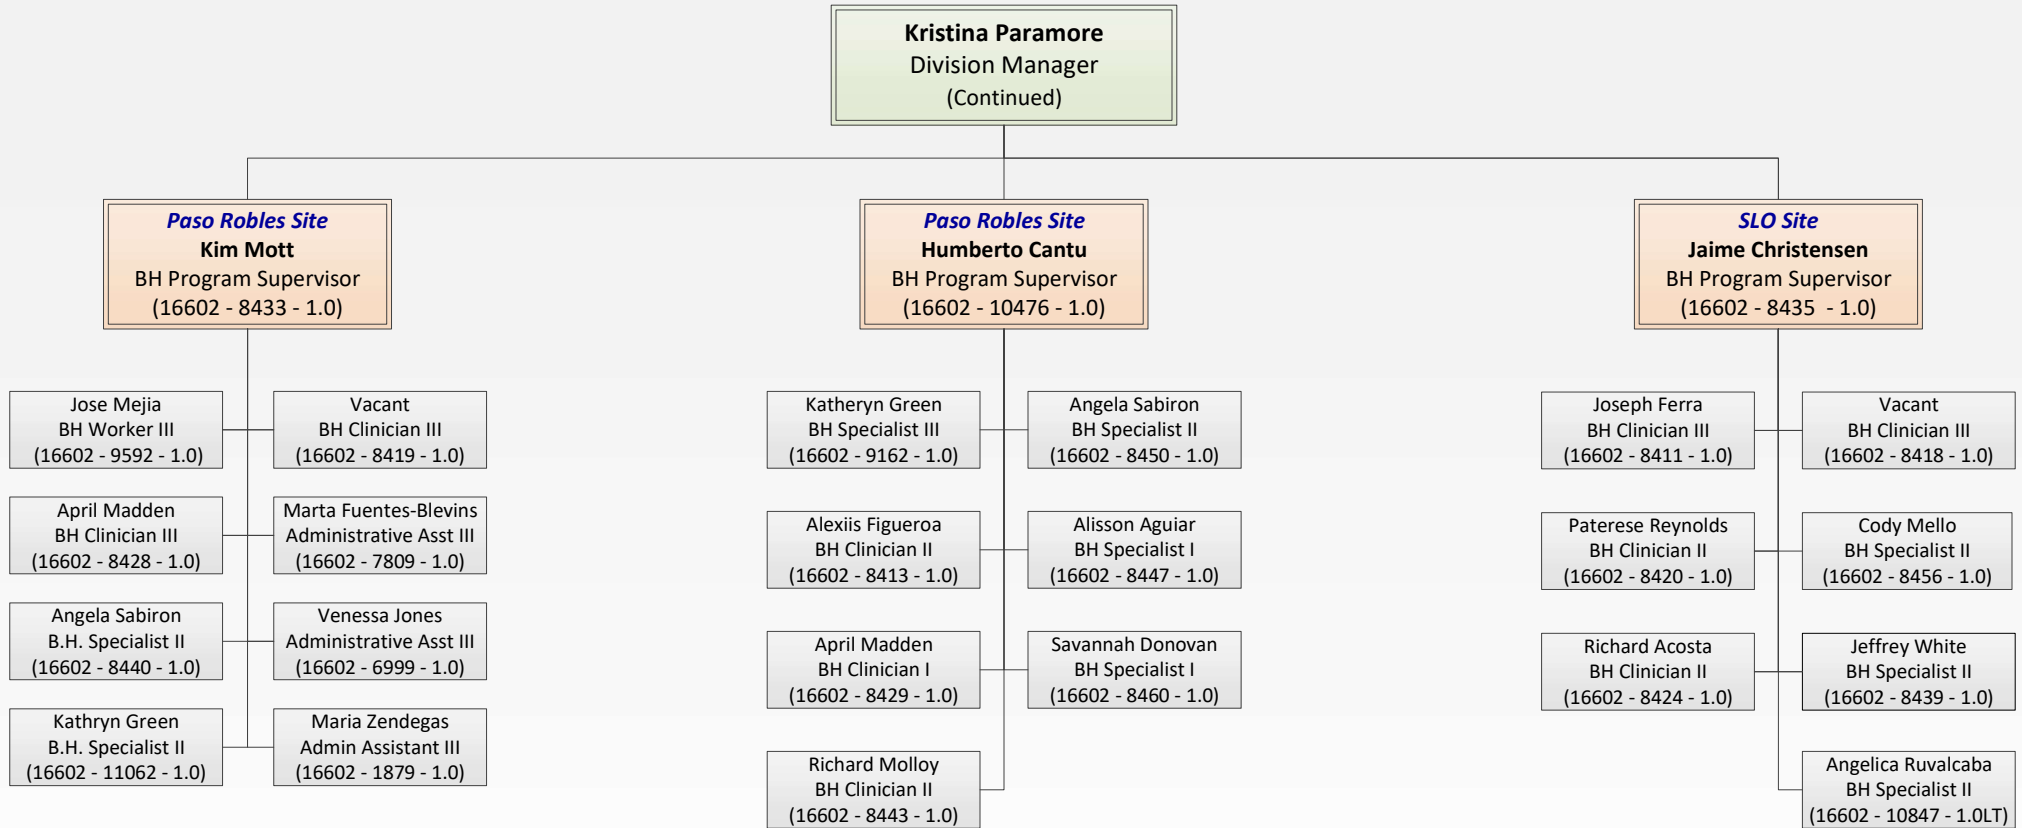 Kristina Paramore
Division Manager
(Continued)
Paso Robles Site
Kim Mott
BH Program Supervisor
(16602 - 8433 - 1.0)
Jose Mejia
BH Worker III
(16602 - 9592 - 1.0)
Vacant
BH Clinician III
(16602 - 8419 - 1.0)
April Madden
BH Clinician III
(16602 - 8428 - 1.0)
Marta Fuentes-Blevins
Administrative Asst III
(16602 - 7809 - 1.0)
Angela Sabiron
B.H. Specialist II
(16602 - 8440 - 1.0)
Venessa Jones
Administrative Asst III
(16602 - 6999 - 1.0)
Kathryn Green
B.H. Specialist II
(16602 - 11062 - 1.0)
Maria Zendegas
Admin Assistant III
(16602 - 1879 - 1.0)
Paso Robles Site
Humberto Cantu
BH Program Supervisor
(16602 - 10476 - 1.0)
Katheryn Green
BH Specialist III
(16602 - 9162 - 1.0)
Angela Sabiron
BH Specialist II
(16602 - 8450 - 1.0)
Alexiis Figueroa
BH Clinician II
(16602 - 8413 - 1.0)
Alisson Aguiar
BH Specialist I
(16602 - 8447 - 1.0)
April Madden
BH Clinician I
(16602 - 8429 - 1.0)
Savannah Donovan
BH Specialist I
(16602 - 8460 - 1.0)
Richard Molloy
BH Clinician II
(16602 - 8443 - 1.0)
SLO Site
Jaime Christensen
BH Program Supervisor
(16602 - 8435  - 1.0)
Joseph Ferra
BH Clinician III
(16602 - 8411 - 1.0)
Vacant
BH Clinician III
(16602 - 8418 - 1.0)
Paterese Reynolds
BH Clinician II
(16602 - 8420 - 1.0)
Cody Mello
BH Specialist II
(16602 - 8456 - 1.0)
Richard Acosta
BH Clinician II
(16602 - 8424 - 1.0)
Jeffrey White
BH Specialist II
(16602 - 8439 - 1.0)
Angelica Ruvalcaba
BH Specialist II
(16602 - 10847 - 1.0LT)